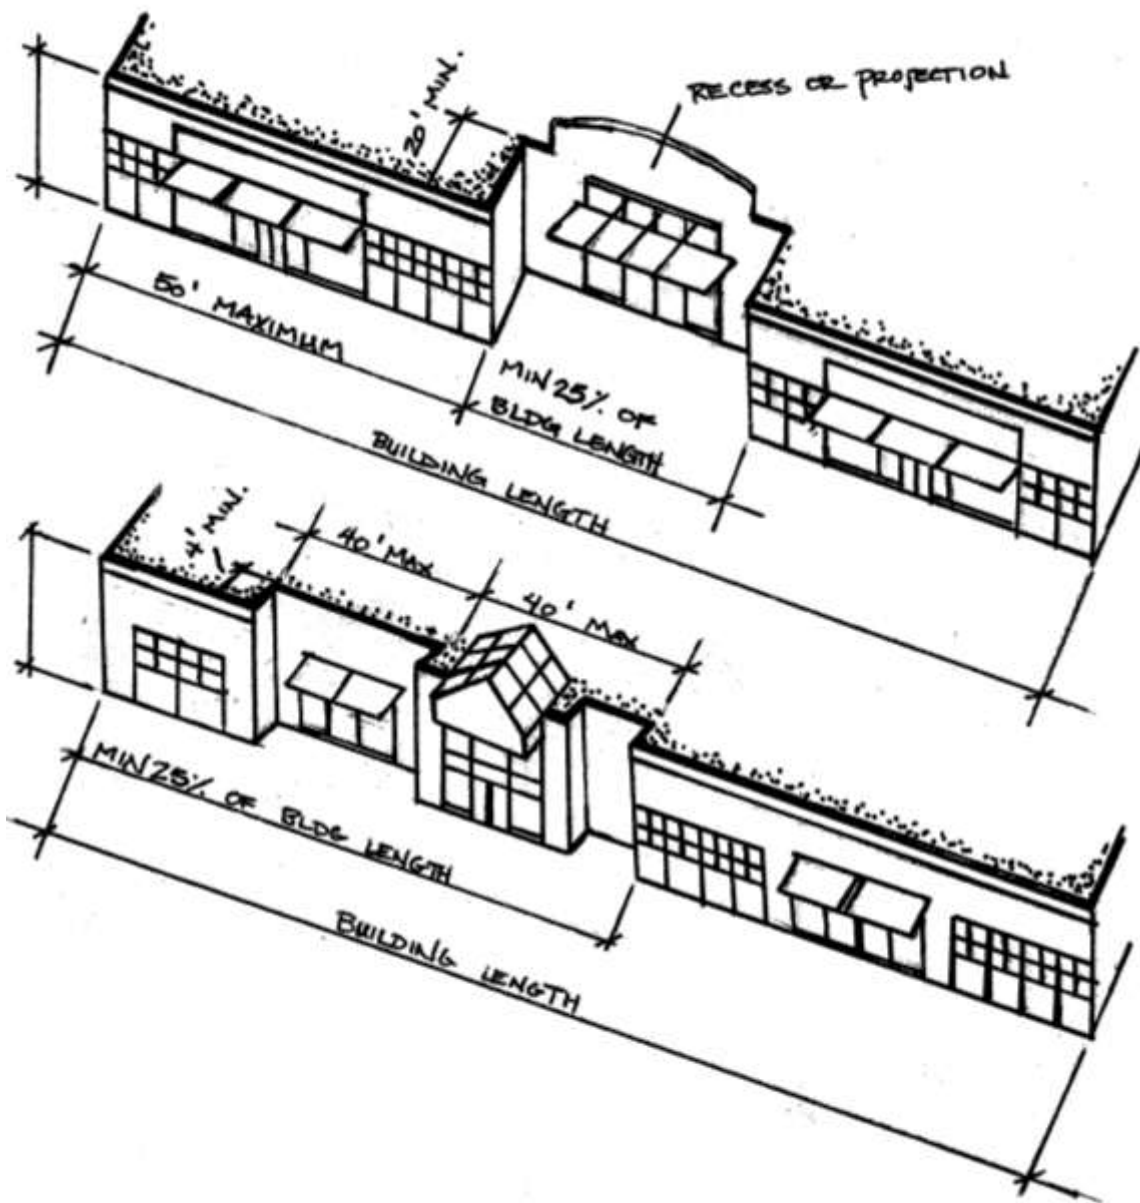 20' MIN.
RECESS OR PROJECTION
50' MAXIMUM
MIN 25% OF
BLDG LENGTH
BUILDING LENGTH
4' MIN.
40' MAX
40' MAX
MIN 25% OF BLDG LENGTH
BUILDING LENGTH